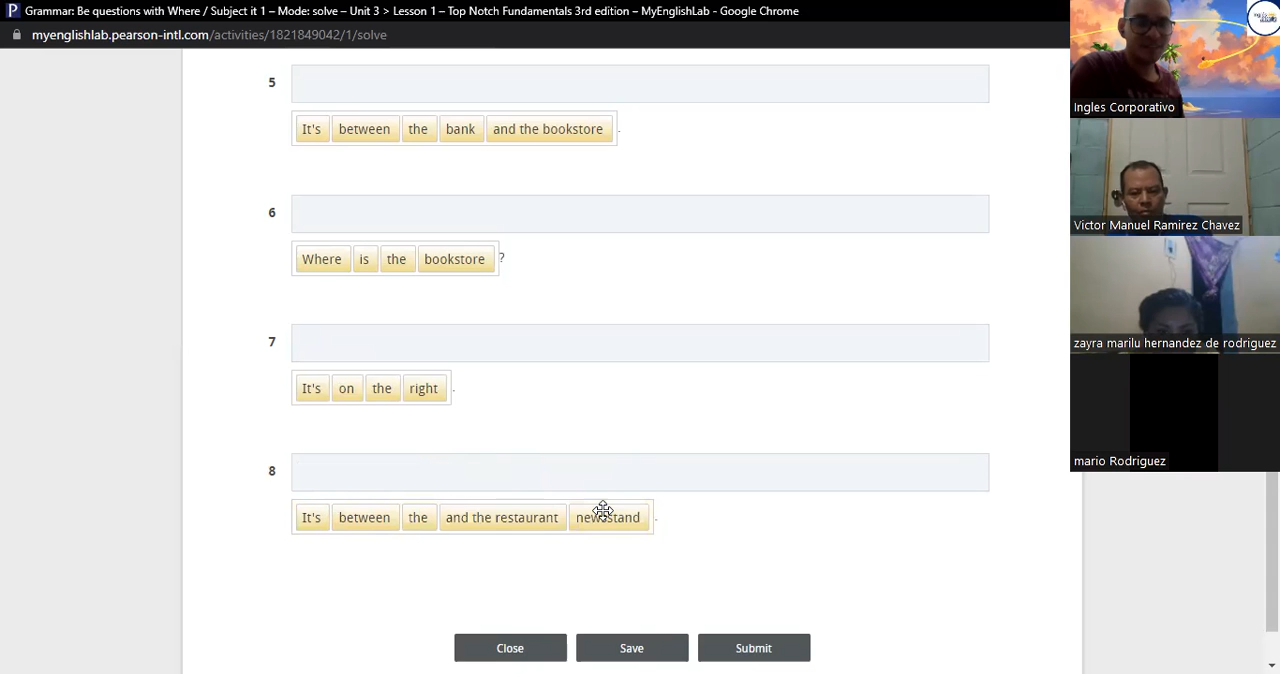 Grammar: Be questions with Where / Subject it 1 – Mode: solve – Unit 3 > Lesson 1 – Top Notch Fundamentals 3rd edition – MyEnglishLab - Google Chrome
myenglishlab.pearson-intl.com/activities/1821849042/1/solve
5
It's between the bank and the bookstore .
6
Where is the bookstore ?
7
It's on the right .
8
It's between the and the restaurant newsstand .
Close Save Submit
Ingles Corporativo
Victor Manuel Ramirez Chavez
zayra marilu hernandez de rodriguez
mario Rodriguez